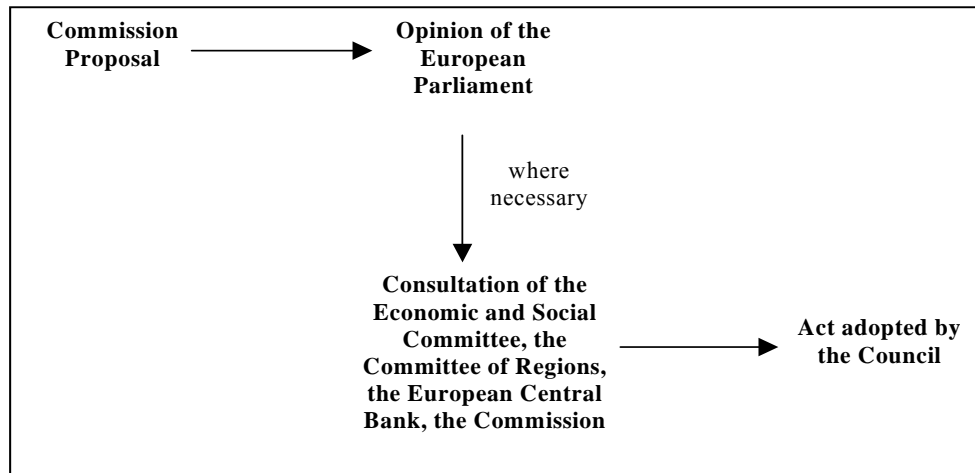 Commission
Proposal
Opinion of the
European
Parliament
where
necessary
Consultation of the
Economic and Social
Committee, the
Committee of Regions,
the European Central
Bank, the Commission
Act adopted by
the Council